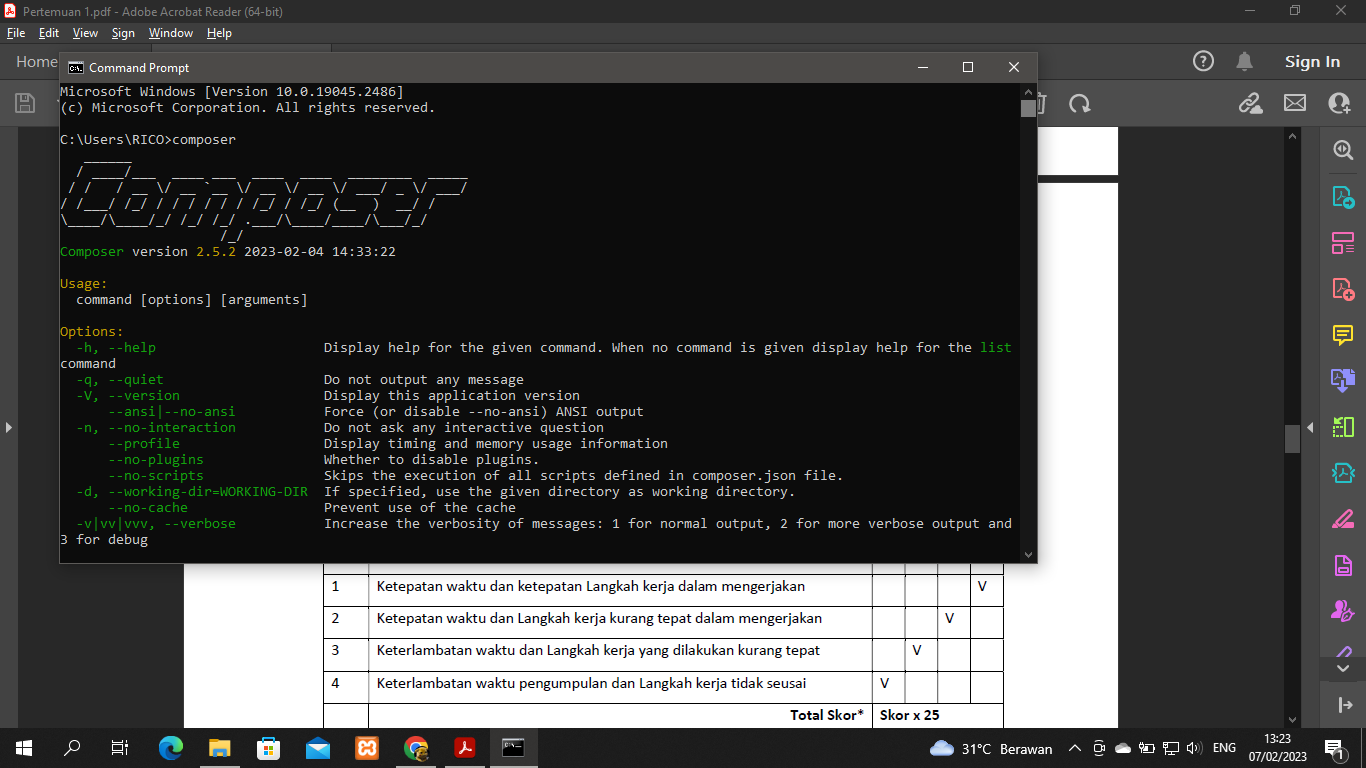 Pertemuan 1.pdf - Adobe Acrobat Reader (64-bit)
File Edit View Sign Window Help
Home
Sign In
Command Prompt
Microsoft Windows [Version 10.0.19045.2486]
(c) Microsoft Corporation. All rights reserved.
C:\Users\RICO>composer
Composer
Composer version 2.5.2 2023-02-04 14:33:22
Usage:
command [options] [arguments]
Options:
-h, --help Display help for the given command. When no command is given display help for the list
command
-q, --quiet Do not output any message
-V, --version Display this application version
--ansi|--no-ansi Force (or disable --no-ansi) ANSI output
-n, --no-interaction Do not ask any interactive question
--profile Display timing and memory usage information
--no-plugins Whether to disable plugins.
--no-scripts Skips the execution of all scripts defined in composer.json file.
-d, --working-dir=WORKING-DIR If specified, use the given directory as working directory.
--no-cache Prevent use of the cache
-v|vv|vvv, --verbose Increase the verbosity of messages: 1 for normal output, 2 for more verbose output and
3 for debug
1 Ketepatan waktu dan ketepatan Langkah kerja dalam mengerjakan V
2 Ketepatan waktu dan Langkah kerja kurang tepat dalam mengerjakan V
3 Keterlambatan waktu dan Langkah kerja yang dilakukan kurang tepat V
4 Keterlambatan waktu pengumpulan dan Langkah kerja tidak seusai V
Total Skor* Skor x 25
31°C Berawan ENG 13:23
07/02/2023 1